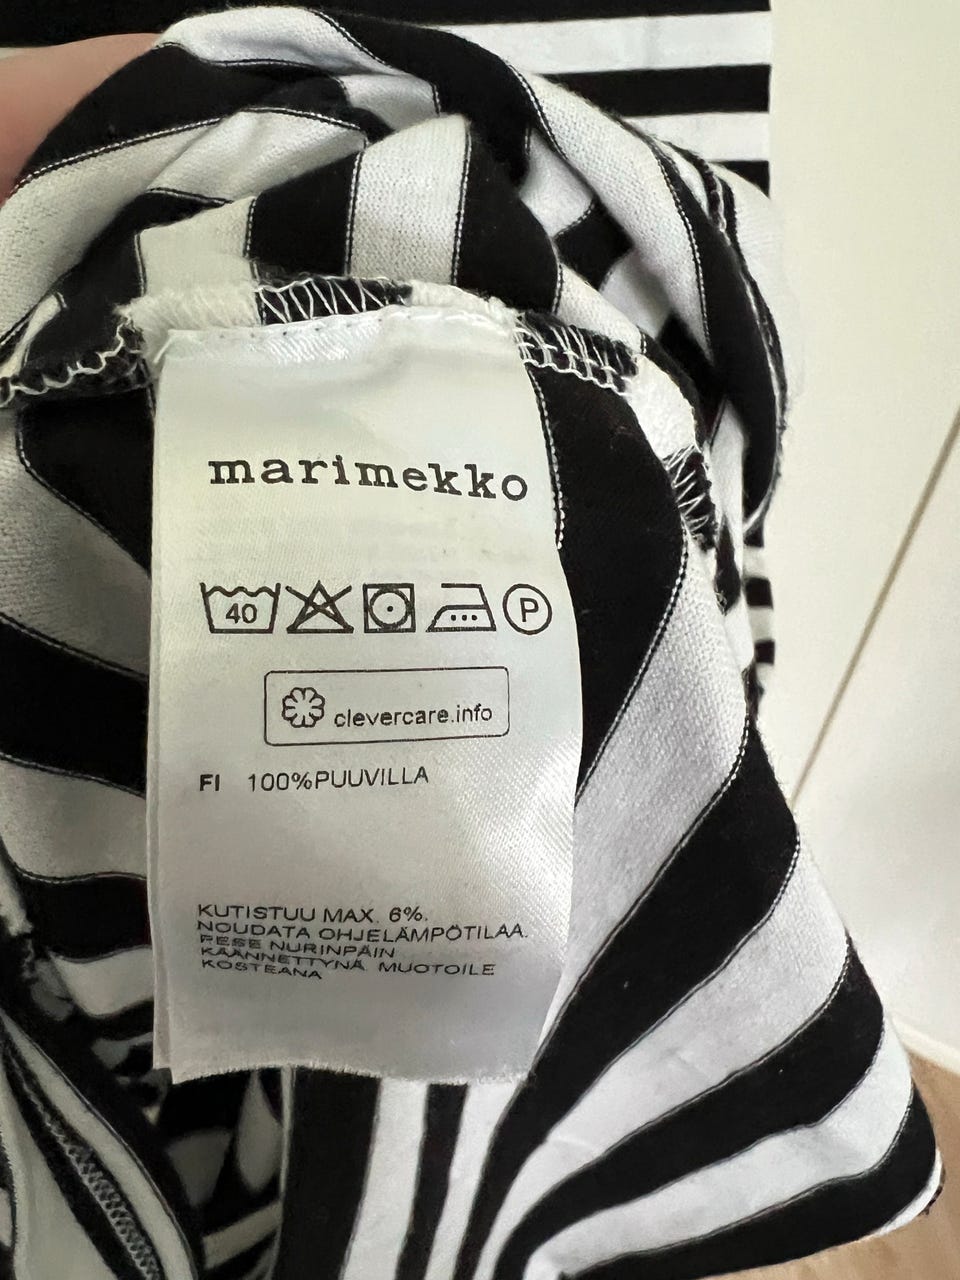 marimekko
40 P
clevercare.info
FI 100%PUUVILLA
KUTISTUU MAX. 6%.
NOUDATA OHJELÄMPÖTILAA.
PESE NURINPÄIN
KÄÄNNETTYNÄ. MUOTOILE
KOSTEANA